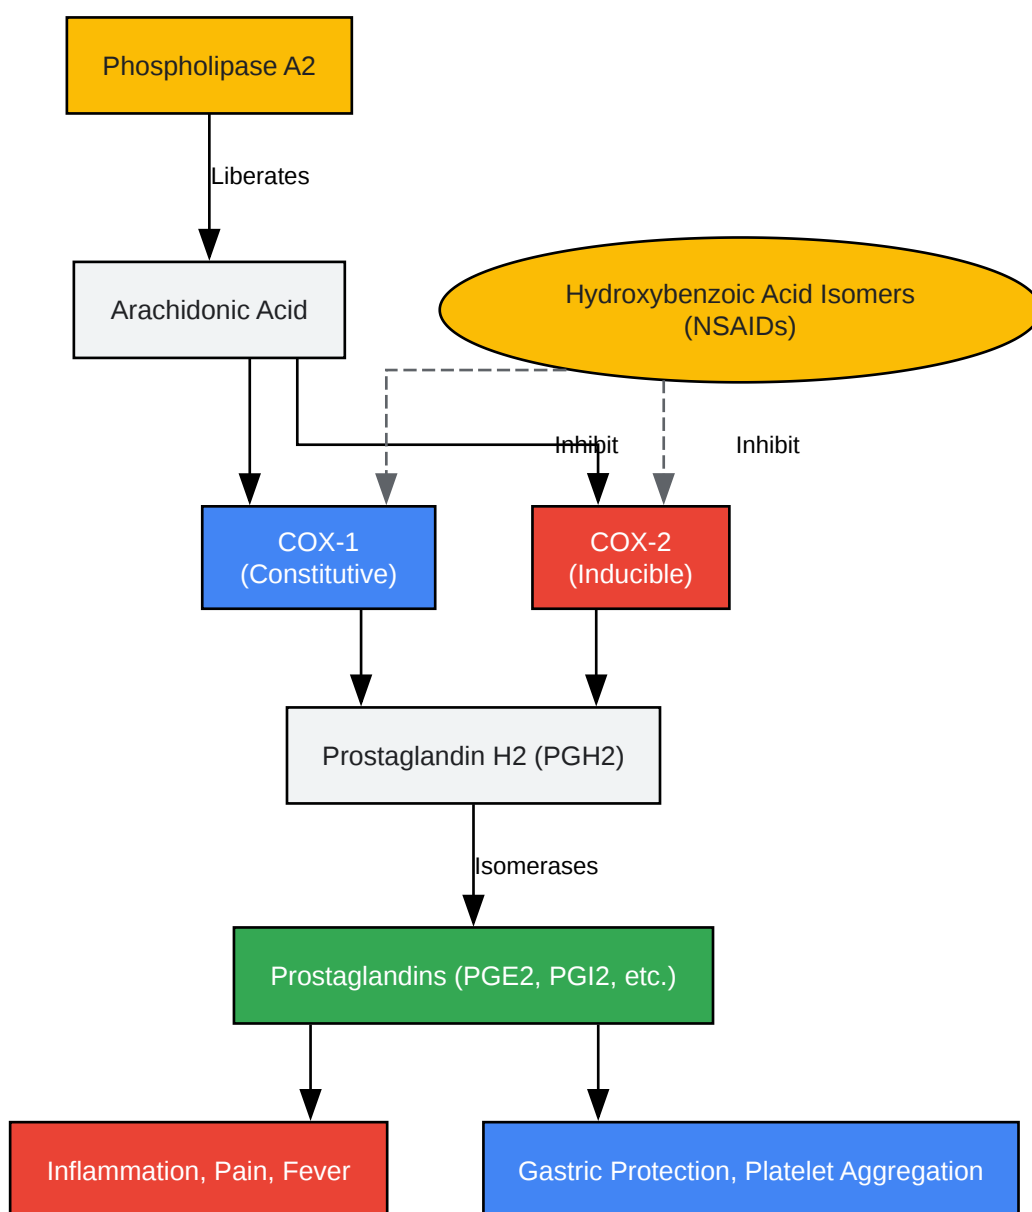 Phospholipase A2
Liberates
Arachidonic Acid
Hydroxybenzoic Acid Isomers
(NSAIDs)
Inhibit
Inhibit
COX-1
(Constitutive)
COX-2
(Inducible)
Prostaglandin H2 (PGH2)
Isomerases
Prostaglandins (PGE2, PGI2, etc.)
Inflammation, Pain, Fever
Gastric Protection, Platelet Aggregation